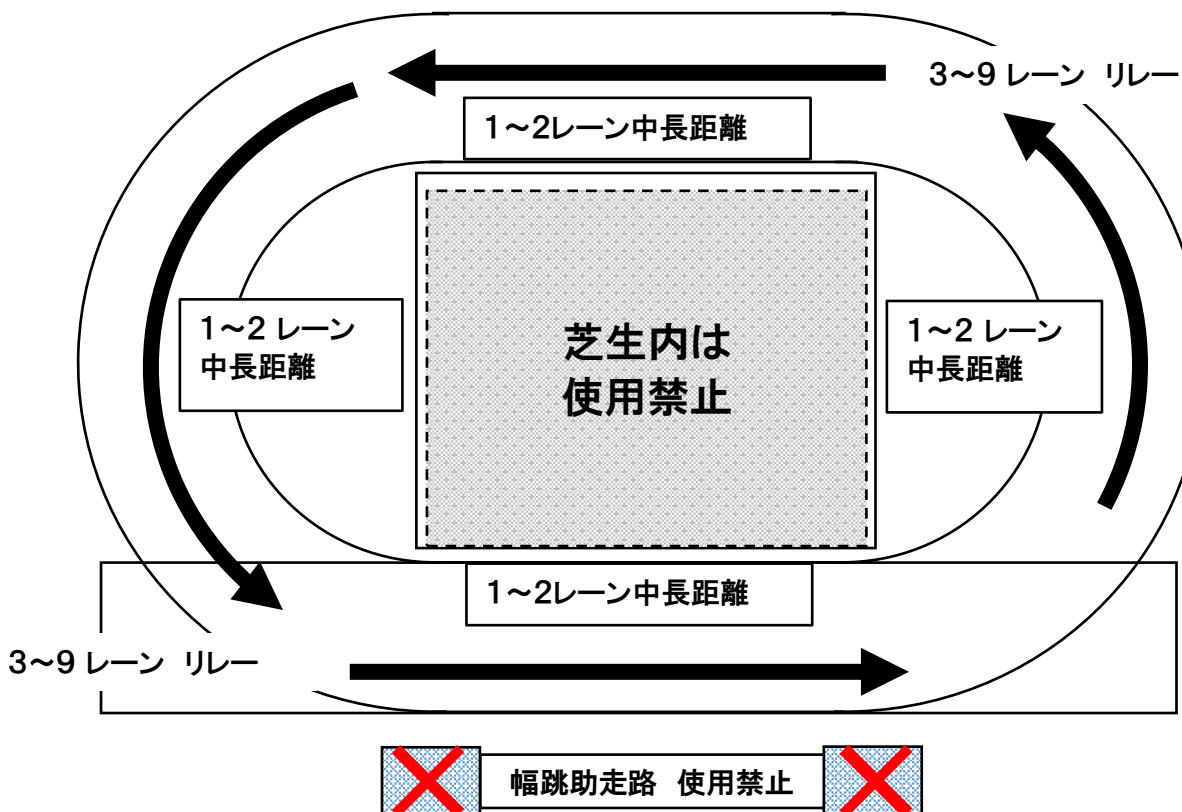 3～9 レーン リレー
1～2レーン中長距離
1～2 レーン
中長距離
芝生内は
使用禁止
1～2 レーン
中長距離
1～2レーン中長距離
3～9 レーン リレー
幅跳助走路 使用禁止